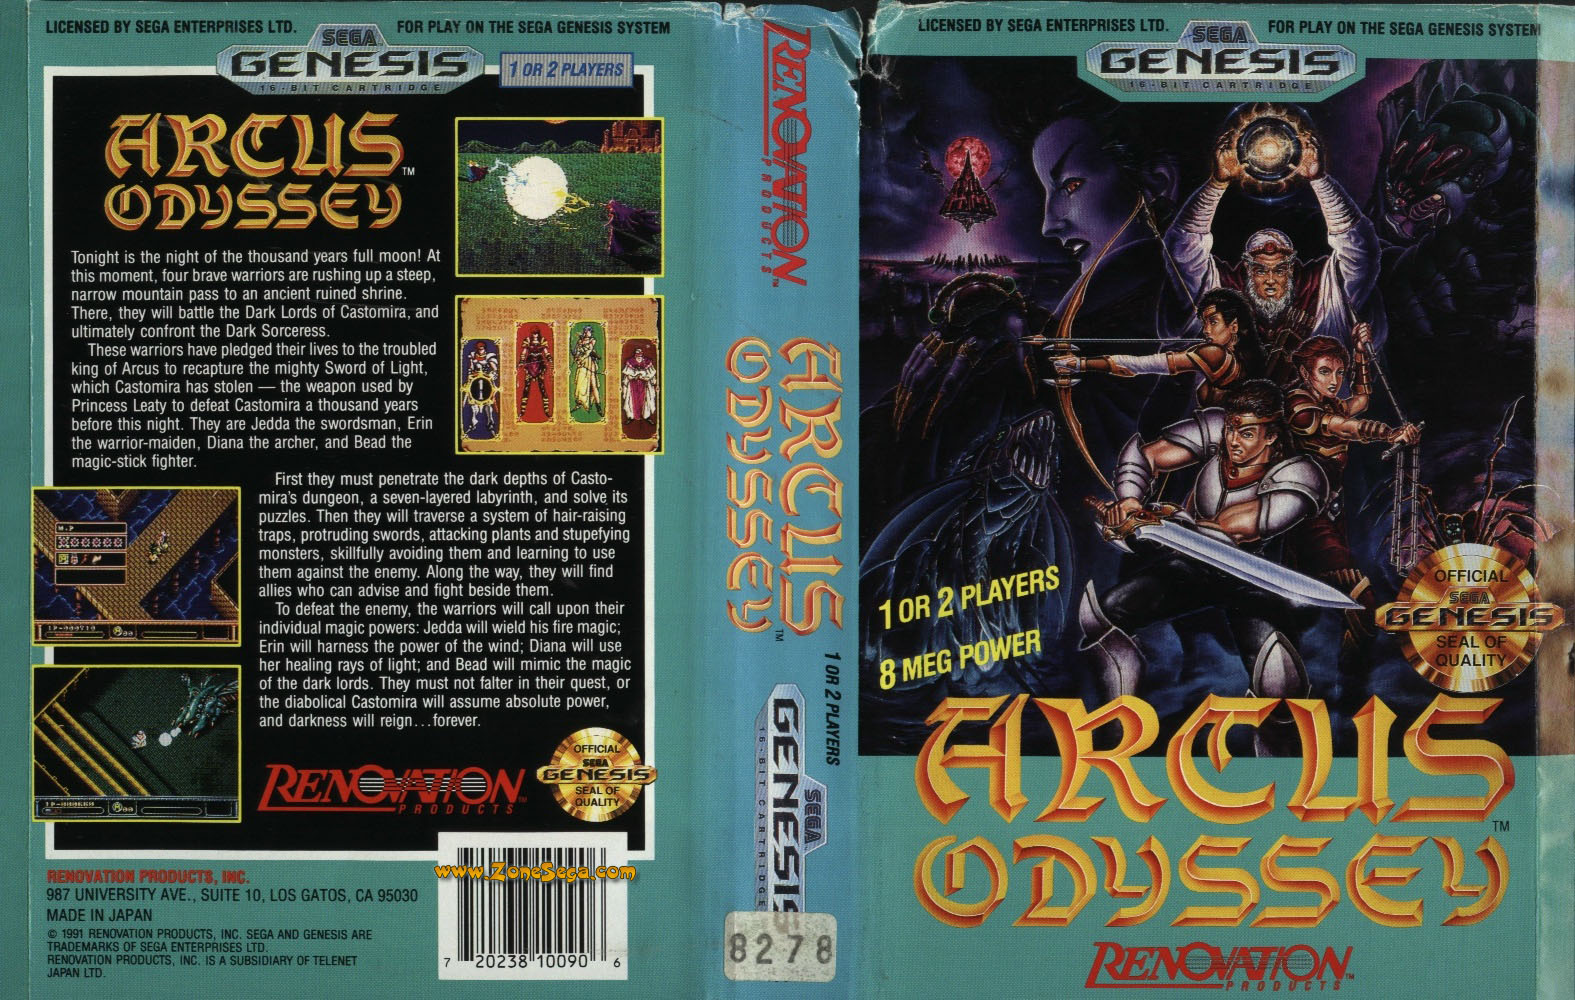 LICENSED BY SEGA ENTERPRISES LTD.
FOR PLAY ON THE SEGA GENESIS SYSTEM
SEGA
GENESIS
16-BIT CARTRIDGE
1 OR 2 PLAYERS
ARCUS
ODYSSEY
TM
Tonight is the night of the thousand years full moon! At
this moment, four brave warriors are rushing up a steep,
narrow mountain pass to an ancient ruined shrine.
There, they will battle the Dark Lords of Castomira, and
ultimately confront the Dark Sorceress.
These warriors have pledged their lives to the troubled
king of Arcus to recapture the mighty Sword of Light,
which Castomira has stolen — the weapon used by
Princess Leaty to defeat Castomira a thousand years
before this night. They are Jedda the swordsman, Erin
the warrior-maiden, Diana the archer, and Bead the
magic-stick fighter.
First they must penetrate the dark depths of Casto-
mira's dungeon, a seven-layered labyrinth, and solve its
puzzles. Then they will traverse a system of hair-raising
traps, protruding swords, attacking plants and stupefying
monsters, skillfully avoiding them and learning to use
them against the enemy. Along the way, they will find
allies who can advise and fight beside them.
To defeat the enemy, the warriors will call upon their
individual magic powers: Jedda will wield his fire magic;
Erin will harness the power of the wind; Diana will use
her healing rays of light; and Bead will mimic the magic
of the dark lords. They must not falter in their quest, or
the diabolical Castomira will assume absolute power,
and darkness will reign...forever.
RENOVATION
PRODUCTS
TM
OFFICIAL
SEGA
GENESIS
SEAL OF
QUALITY
RENOVATION PRODUCTS, INC.
987 UNIVERSITY AVE., SUITE 10, LOS GATOS, CA 95030
MADE IN JAPAN
© 1991 RENOVATION PRODUCTS, INC. SEGA AND GENESIS ARE
TRADEMARKS OF SEGA ENTERPRISES LTD.
RENOVATION PRODUCTS, INC. IS A SUBSIDIARY OF TELENET
JAPAN LTD.
www.ZoneSega.com
7 20238 10090 6
RENOVATION
PRODUCTS
TM
ARCUS
ODYSSEY
TM
1 OR 2 PLAYERS
SEGA
GENESIS
16-BIT CARTRIDGE
8278
LICENSED BY SEGA ENTERPRISES LTD.
FOR PLAY ON THE SEGA GENESIS SYSTEM
SEGA
GENESIS
16-BIT CARTRIDGE
1 OR 2 PLAYERS
8 MEG POWER
OFFICIAL
SEGA
GENESIS
SEAL OF
QUALITY
ARCUS
ODYSSEY
TM
RENOVATION
PRODUCTS
TM